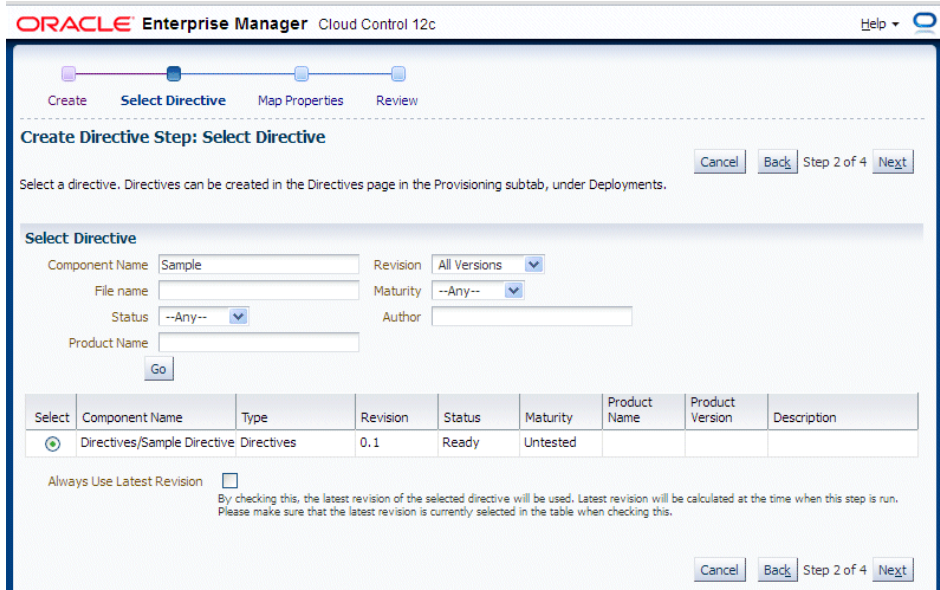 ORACLE Enterprise Manager Cloud Control 12c Help
Create Select Directive Map Properties Review
Create Directive Step: Select Directive
Cancel Back Step 2 of 4 Next
Select a directive. Directives can be created in the Directives page in the Provisioning subtab, under Deployments.
Select Directive
Component Name Sample Revision All Versions
File name Maturity --Any--
Status --Any-- Author
Product Name
Go
Select Component Name Type Revision Status Maturity Product Name Product Version Description
Directives/Sample Directive Directives 0.1 Ready Untested
Always Use Latest Revision
By checking this, the latest revision of the selected directive will be used. Latest revision will be calculated at the time when this step is run.
Please make sure that the latest revision is currently selected in the table when checking this.
Cancel Back Step 2 of 4 Next